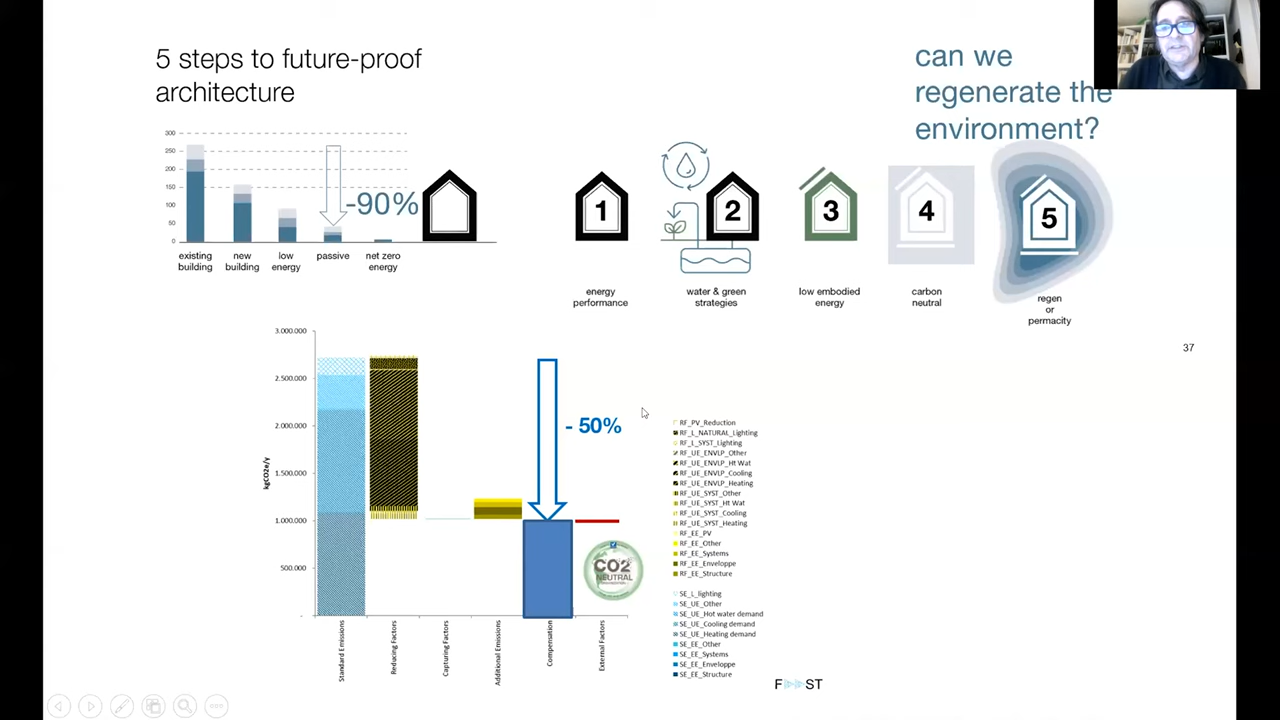 5 steps to future-proof
architecture
can we
regenerate the
environment?
300
250
200
150
100
50
0
-90%
existing
building
new
building
low
energy
passive
net zero
energy
1
2
3
4
5
energy
performance
water & green
strategies
low embodied
energy
carbon
neutral
regen
or
permacity
37
3.000.000
2.500.000
2.000.000
1.500.000
1.000.000
500.000
-
kgCO2e/y
- 50%
CO2
NEUTRAL
Standard Emissions
Reducing Factors
Capturing Factors
Additional Emissions
Compensation
External Factors
RF_PV_Reduction
RF_L_NATURAL_Lighting
RF_L_SYST_Lighting
RF_UE_ENVLP_Other
RF_UE_ENVLP_Ht Wat
RF_UE_ENVLP_Cooling
RF_UE_ENVLP_Heating
RF_UE_SYST_Other
RF_UE_SYST_Ht Wat
RF_UE_SYST_Cooling
RF_UE_SYST_Heating
RF_EE_PV
RF_EE_Other
RF_EE_Systems
RF_EE_Enveloppe
RF_EE_Structure
SE_L_lighting
SE_UE_Other
SE_UE_Hot water demand
SE_UE_Cooling demand
SE_UE_Heating demand
SE_EE_Other
SE_EE_Systems
SE_EE_Enveloppe
SE_EE_Structure
F ST